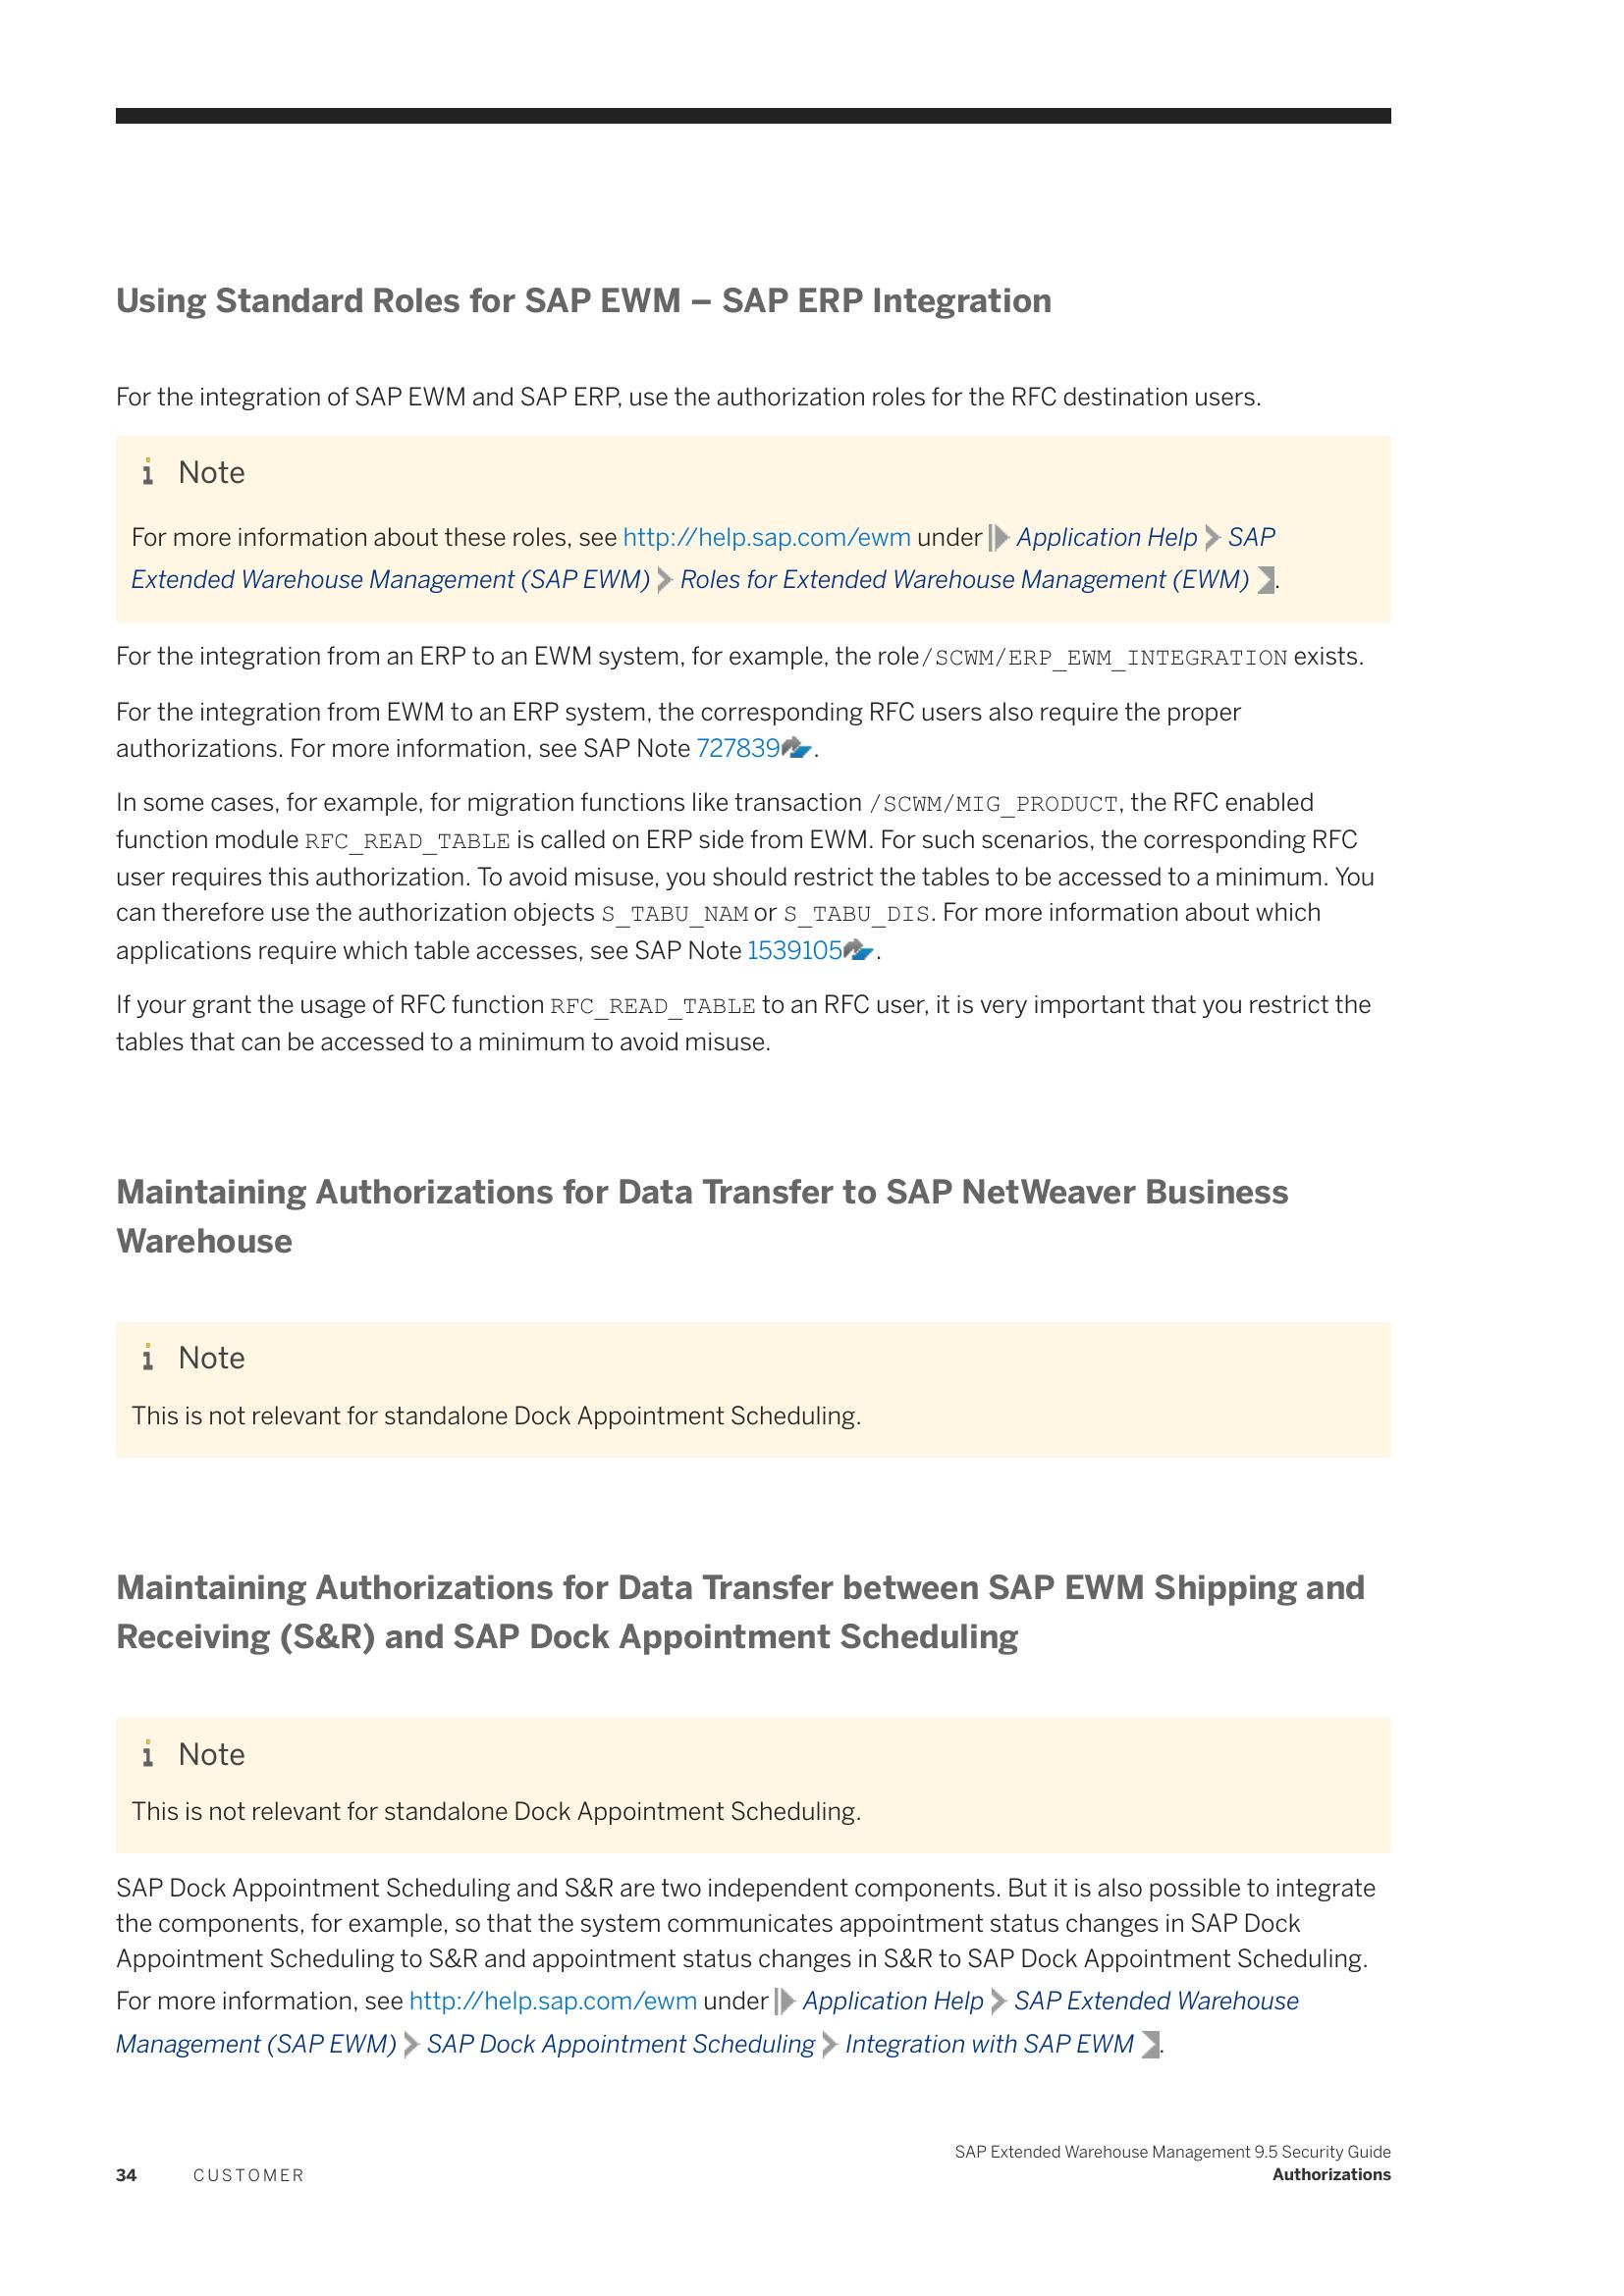 Using Standard Roles for SAP EWM – SAP ERP Integration
For the integration of SAP EWM and SAP ERP, use the authorization roles for the RFC destination users.
Note
For more information about these roles, see http://help.sap.com/ewm under Application Help SAP
Extended Warehouse Management (SAP EWM) Roles for Extended Warehouse Management (EWM) .
For the integration from an ERP to an EWM system, for example, the role/SCWM/ERP_EWM_INTEGRATION exists.
For the integration from EWM to an ERP system, the corresponding RFC users also require the proper
authorizations. For more information, see SAP Note 727839 .
In some cases, for example, for migration functions like transaction /SCWM/MIG_PRODUCT, the RFC enabled
function module RFC_READ_TABLE is called on ERP side from EWM. For such scenarios, the corresponding RFC
user requires this authorization. To avoid misuse, you should restrict the tables to be accessed to a minimum. You
can therefore use the authorization objects S_TABU_NAM or S_TABU_DIS. For more information about which
applications require which table accesses, see SAP Note 1539105 .
If your grant the usage of RFC function RFC_READ_TABLE to an RFC user, it is very important that you restrict the
tables that can be accessed to a minimum to avoid misuse.
Maintaining Authorizations for Data Transfer to SAP NetWeaver Business
Warehouse
Note
This is not relevant for standalone Dock Appointment Scheduling.
Maintaining Authorizations for Data Transfer between SAP EWM Shipping and
Receiving (S&R) and SAP Dock Appointment Scheduling
Note
This is not relevant for standalone Dock Appointment Scheduling.
SAP Dock Appointment Scheduling and S&R are two independent components. But it is also possible to integrate
the components, for example, so that the system communicates appointment status changes in SAP Dock
Appointment Scheduling to S&R and appointment status changes in S&R to SAP Dock Appointment Scheduling.
For more information, see http://help.sap.com/ewm under Application Help SAP Extended Warehouse
Management (SAP EWM) SAP Dock Appointment Scheduling Integration with SAP EWM .
SAP Extended Warehouse Management 9.5 Security Guide
34 CUSTOMER Authorizations